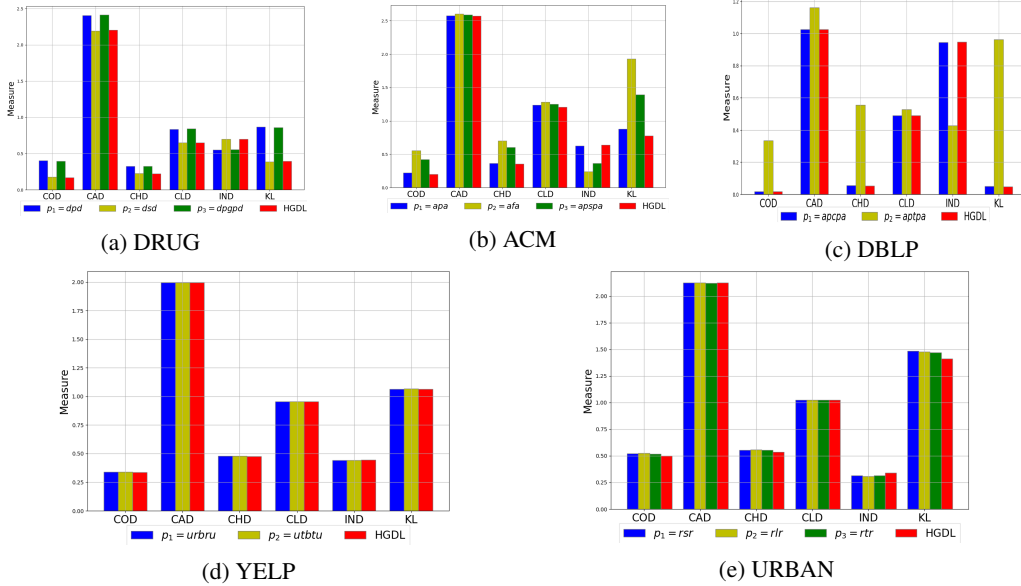 Measure
2.5
2.0
1.5
1.0
0.5
0.0
COD CAD CHD CLD IND KL
p₁ = dpd p₂ = dsd p₃ = dpgpd HGDL
(a) DRUG
Measure
2.5
2.0
1.5
1.0
0.5
0.0
COD CAD CHD CLD IND KL
p₁ = apa p₂ = afa p₃ = apspa HGDL
(b) ACM
Measure
1.2
1.0
0.8
0.6
0.4
0.2
0.0
COD CAD CHD CLD IND KL
p₁ = apcpa p₂ = aptpa HGDL
(c) DBLP
Measure
2.00
1.75
1.50
1.25
1.00
0.75
0.50
0.25
0.00
COD CAD CHD CLD IND KL
p₁ = urbru p₂ = utbtu HGDL
(d) YELP
Measure
2.00
1.75
1.50
1.25
1.00
0.75
0.50
0.25
0.00
COD CAD CHD CLD IND KL
p₁ = rsr p₂ = rlr p₃ = rtr HGDL
(e) URBAN